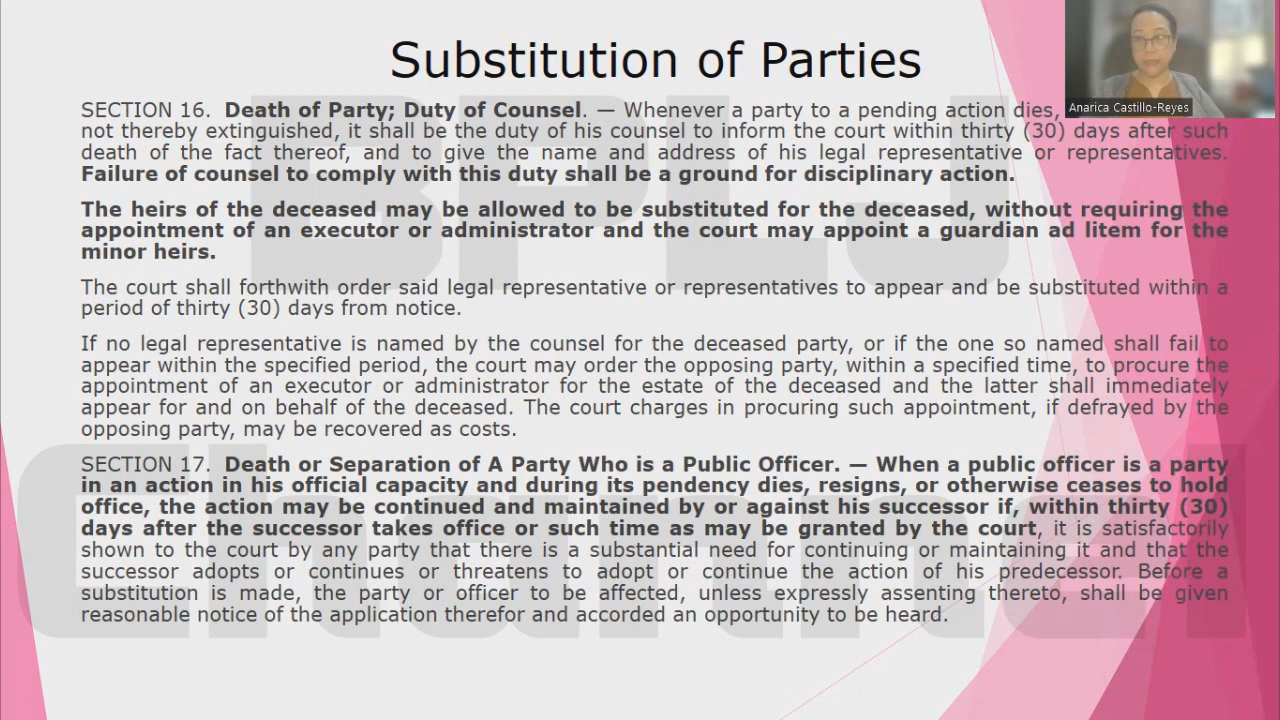 Substitution of Parties
Anarica Castillo-Reyes
SECTION 16. Death of Party; Duty of Counsel. — Whenever a party to a pending action dies,
not thereby extinguished, it shall be the duty of his counsel to inform the court within thirty (30) days after such
death of the fact thereof, and to give the name and address of his legal representative or representatives.
Failure of counsel to comply with this duty shall be a ground for disciplinary action.
The heirs of the deceased may be allowed to be substituted for the deceased, without requiring the
appointment of an executor or administrator and the court may appoint a guardian ad litem for the
minor heirs.
The court shall forthwith order said legal representative or representatives to appear and be substituted within a
period of thirty (30) days from notice.
If no legal representative is named by the counsel for the deceased party, or if the one so named shall fail to
appear within the specified period, the court may order the opposing party, within a specified time, to procure the
appointment of an executor or administrator for the estate of the deceased and the latter shall immediately
appear for and on behalf of the deceased. The court charges in procuring such appointment, if defrayed by the
opposing party, may be recovered as costs.
SECTION 17. Death or Separation of A Party Who is a Public Officer. — When a public officer is a party
in an action in his official capacity and during its pendency dies, resigns, or otherwise ceases to hold
office, the action may be continued and maintained by or against his successor if, within thirty (30)
days after the successor takes office or such time as may be granted by the court, it is satisfactorily
shown to the court by any party that there is a substantial need for continuing or maintaining it and that the
successor adopts or continues or threatens to adopt or continue the action of his predecessor. Before a
substitution is made, the party or officer to be affected, unless expressly assenting thereto, shall be given
reasonable notice of the application therefor and accorded an opportunity to be heard.
BPLJ
Channel